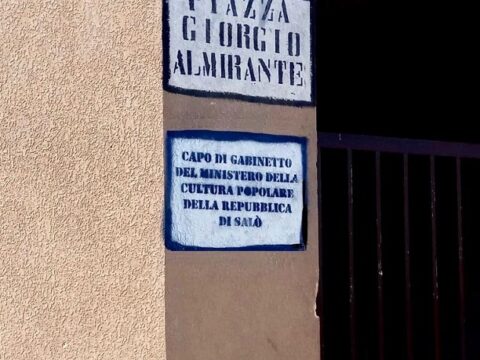 PIAZZA
GIORGIO
ALMIRANTE
CAPO DI GABINETTO
DEL MINISTERO DELLA
CULTURA POPOLARE
DELLA REPUBBLICA
DI SALÒ